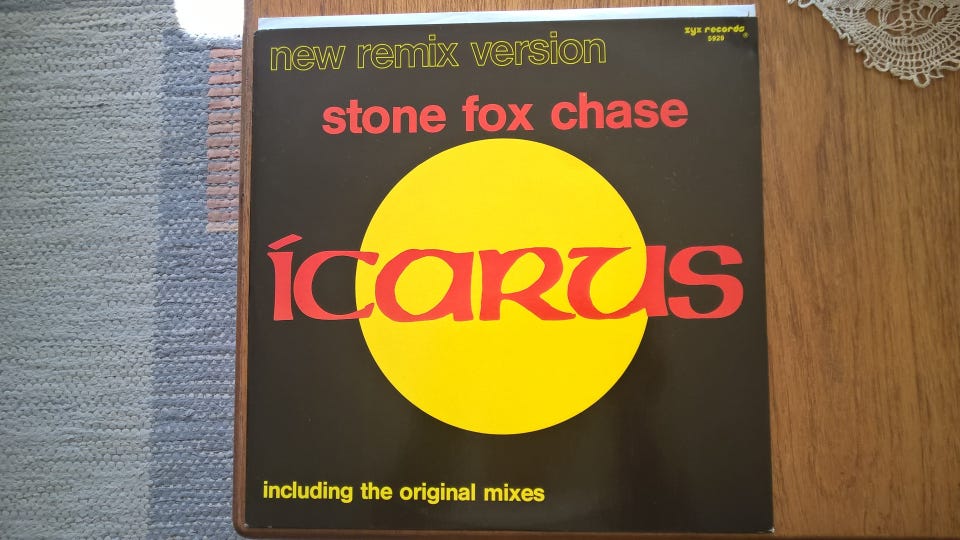 new remix version
zyx records
5929
®
stone fox chase
ícarus
including the original mixes